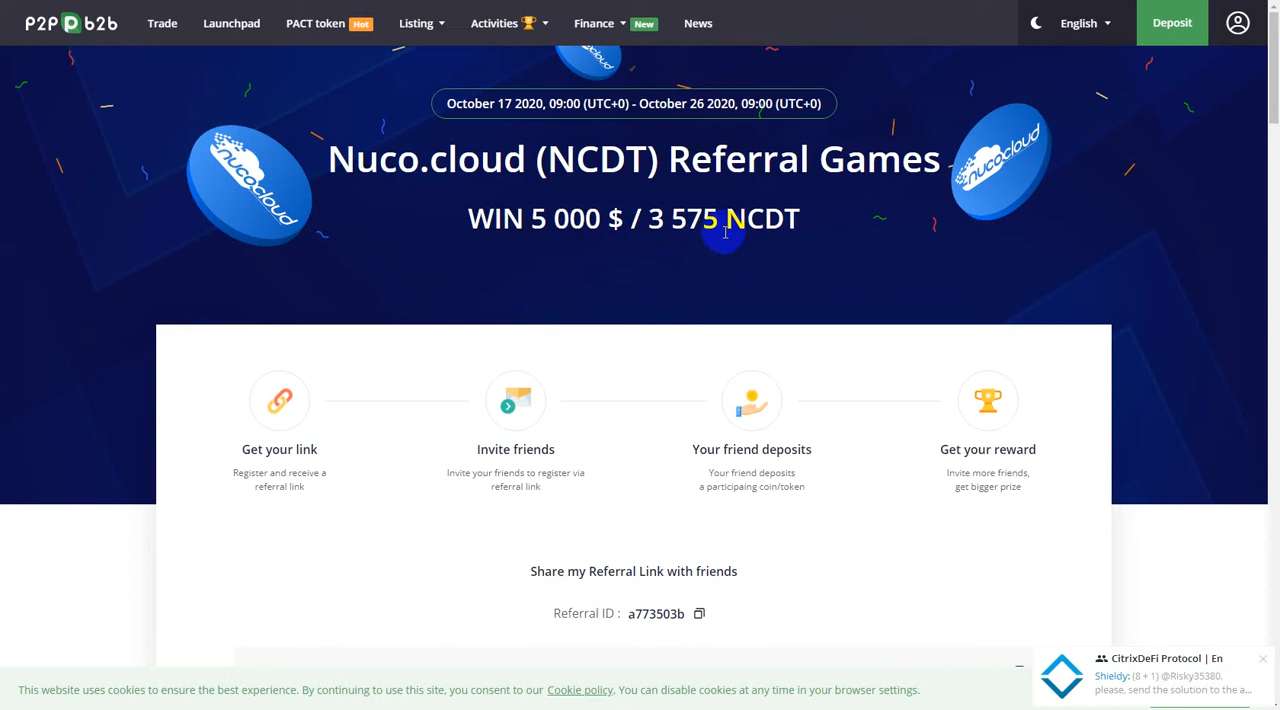 P2P b2b Trade Launchpad PACT token Hot Listing Activities Finance New News English Deposit
October 17 2020, 09:00 (UTC+0) - October 26 2020, 09:00 (UTC+0)
nucocloud
Nuco.cloud (NCDT) Referral Games
nucocloud
WIN 5 000 $ / 3 575 NCDT
Get your link
Register and receive a
referral link
Invite friends
Invite your friends to register via
referral link
Your friend deposits
Your friend deposits
a participaing coin/token
Get your reward
Invite more friends,
get bigger prize
Share my Referral Link with friends
Referral ID : a773503b
This website uses cookies to ensure the best experience. By continuing to use this site, you consent to our Cookie policy. You can disable cookies at any time in your browser settings.
CitrixDeFi Protocol | En
Shieldy: (8 + 1) @Risky35380,
please, send the solution to the a...